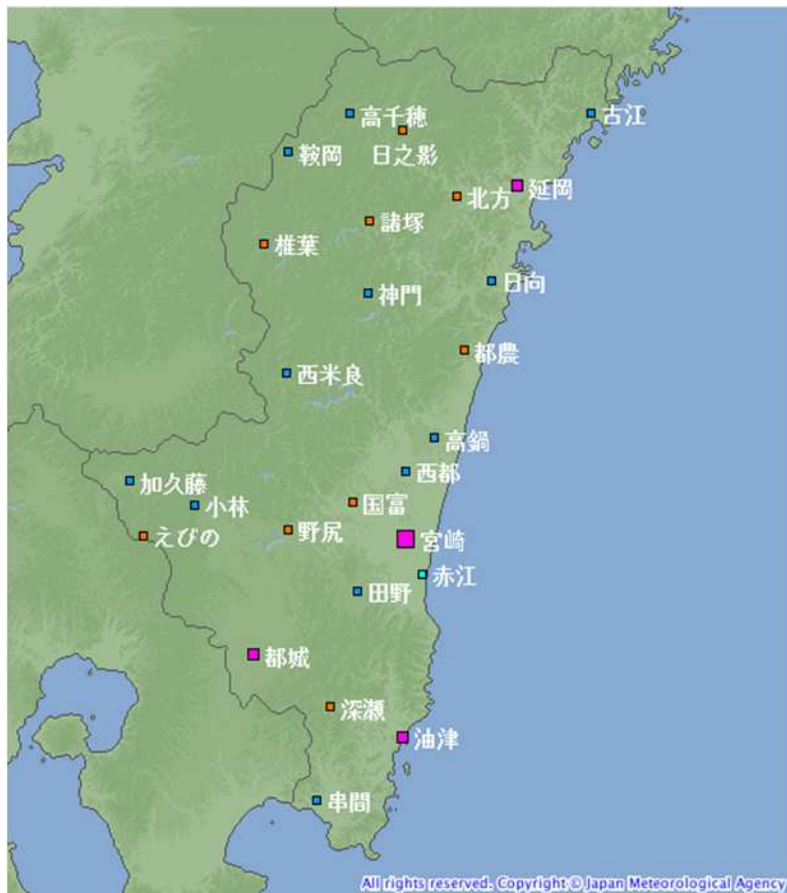 高千穂
古江
日之影
鞍岡
延岡
北方
諸塚
椎葉
日向
神門
都農
西米良
高鍋
西都
加久藤
国富
小林
野尻
えびの
宮崎
赤江
田野
都城
深瀬
油津
串間
All rights reserved. Copyright © Japan Meteorological Agency